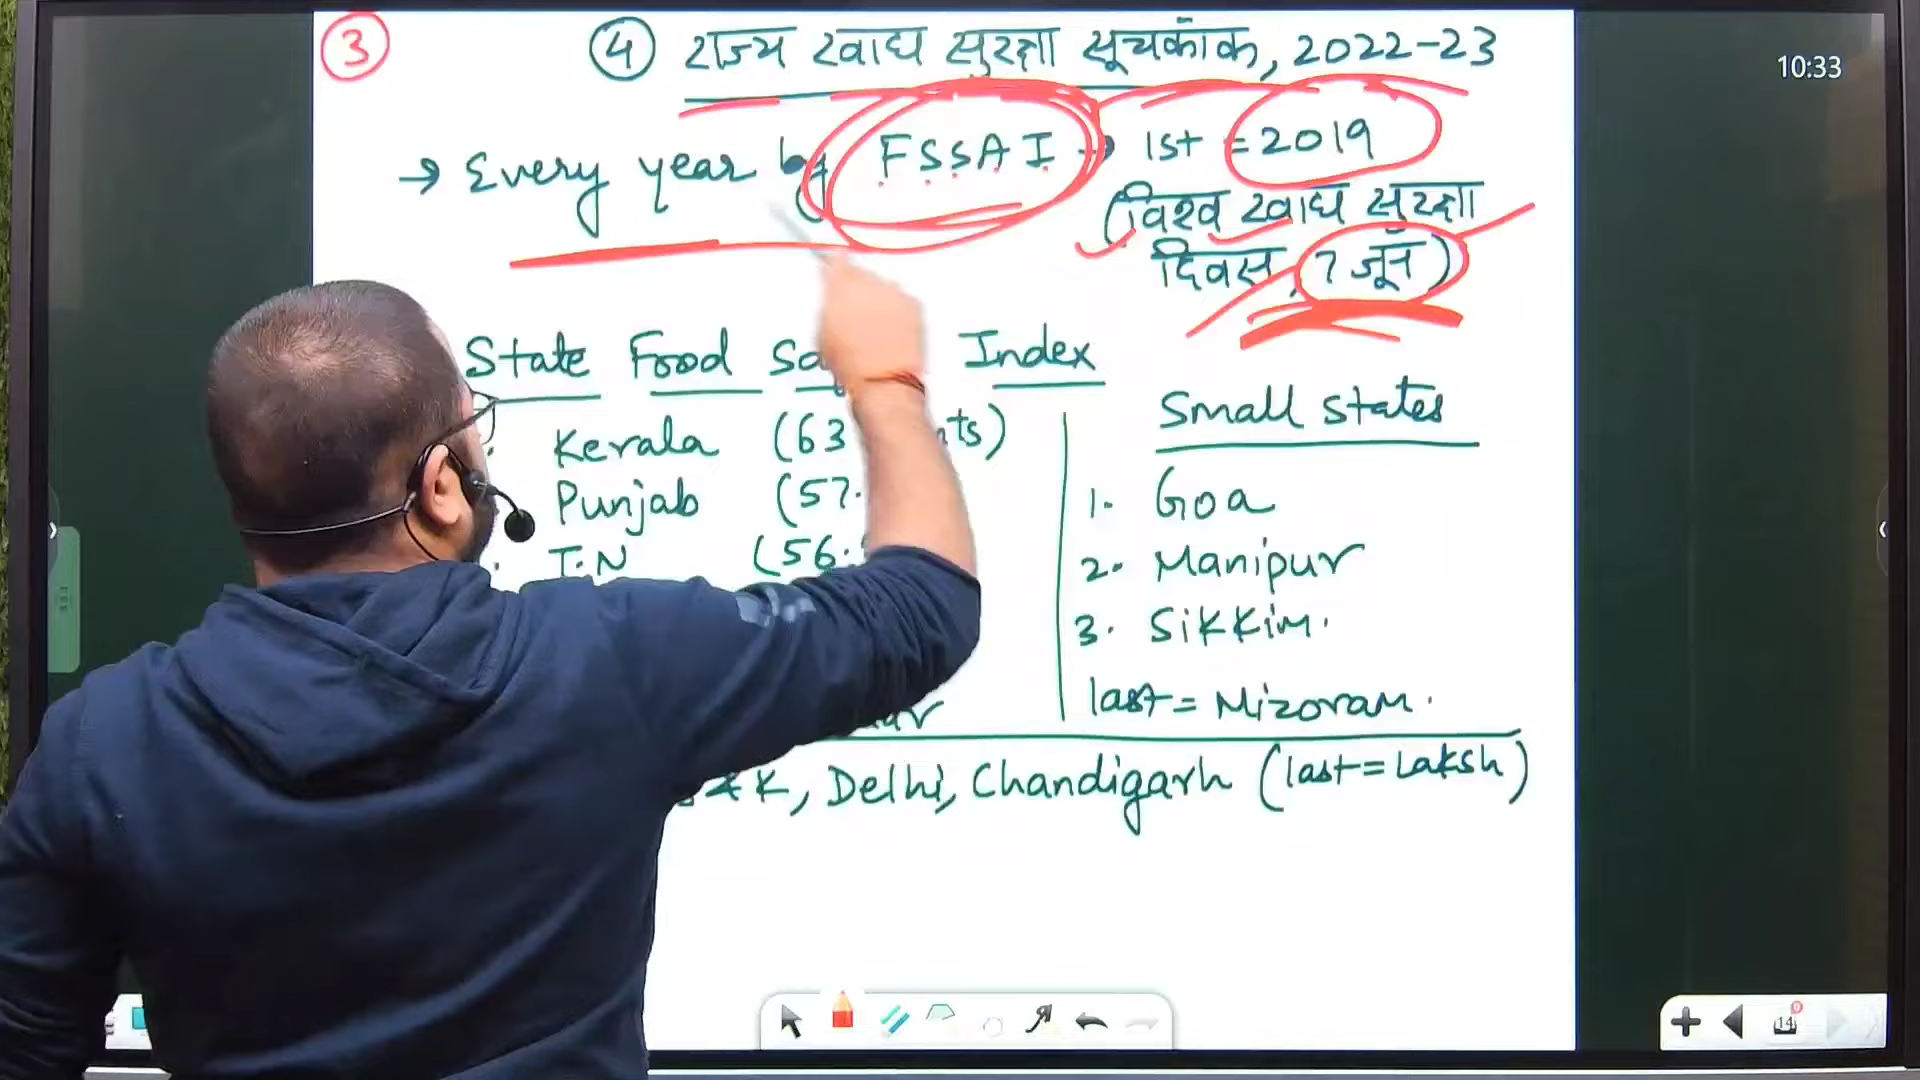 ③ ④ राज्य खाद्य सुरक्षा सूचकाँक, 2022-23
10:33
→ Every year by FSSAI → 1st = 2019
(विश्व खाद्य सुरक्षा
दिवस, 7 जून)
State Food Index
Kerala (63
Punjab (57.
T.N (56.
Small States
1. Goa
2. Manipur
3. Sikkim.
last = Mizoram.
& K, Delhi, Chandigarh (last = Laksh)
14